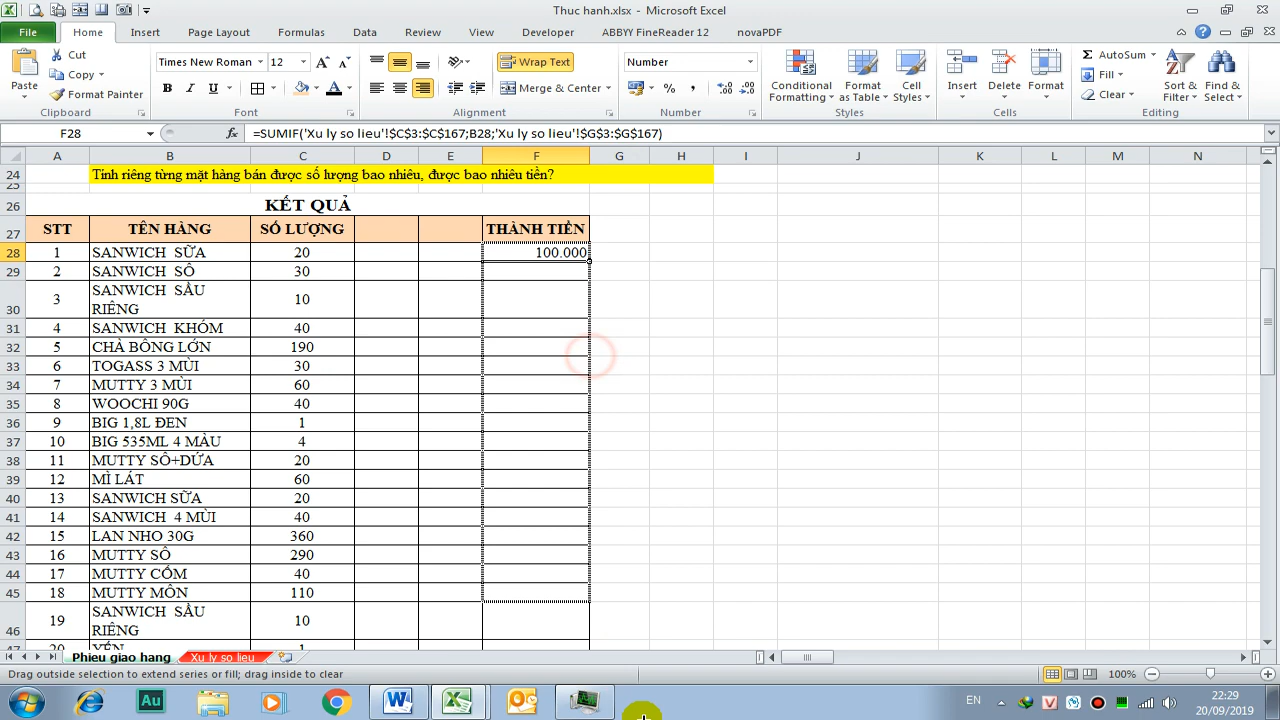 Thuc hanh.xlsx - Microsoft Excel
File Home Insert Page Layout Formulas Data Review View Developer ABBYY FineReader 12 novaPDF
Paste Cut Copy Format Painter Clipboard
Times New Roman 12 B I U A Font
Wrap Text Merge & Center Alignment
Number % , Number
Conditional Formatting Format as Table Cell Styles Styles
Insert Delete Format Cells
Σ AutoSum Fill Clear Sort & Filter Find & Select Editing
F28 fx =SUMIF('Xu ly so lieu'!$C$3:$C$167;B28;'Xu ly so lieu'!$G$3:$G$167)
A B C D E F G H I J K L M N
24 Tính riêng từng mặt hàng bán được số lượng bao nhiêu, được bao nhiêu tiền?
25
26 KẾT QUẢ
27 STT TÊN HÀNG SỐ LƯỢNG THÀNH TIỀN
28 1 SANWICH SỮA 20 100.000
29 2 SANWICH SÔ 30
30 3 SANWICH SẦU RIÊNG 10
31 4 SANWICH KHÓM 40
32 5 CHÀ BÔNG LỚN 190
33 6 TOGASS 3 MÙI 30
34 7 MUTTY 3 MÙI 60
35 8 WOOCHI 90G 40
36 9 BIG 1,8L ĐEN 1
37 10 BIG 535ML 4 MÀU 4
38 11 MUTTY SÔ+DỨA 20
39 12 MÌ LÁT 60
40 13 SANWICH SỮA 20
41 14 SANWICH 4 MÙI 40
42 15 LAN NHO 30G 360
43 16 MUTTY SÔ 290
44 17 MUTTY CỐM 40
45 18 MUTTY MÔN 110
46 19 SANWICH SẦU RIÊNG 10
47 20 YẾN 1
Phieu giao hang Xu ly so lieu
Drag outside selection to extend series or fill; drag inside to clear 100%
EN 22:29
20/09/2019